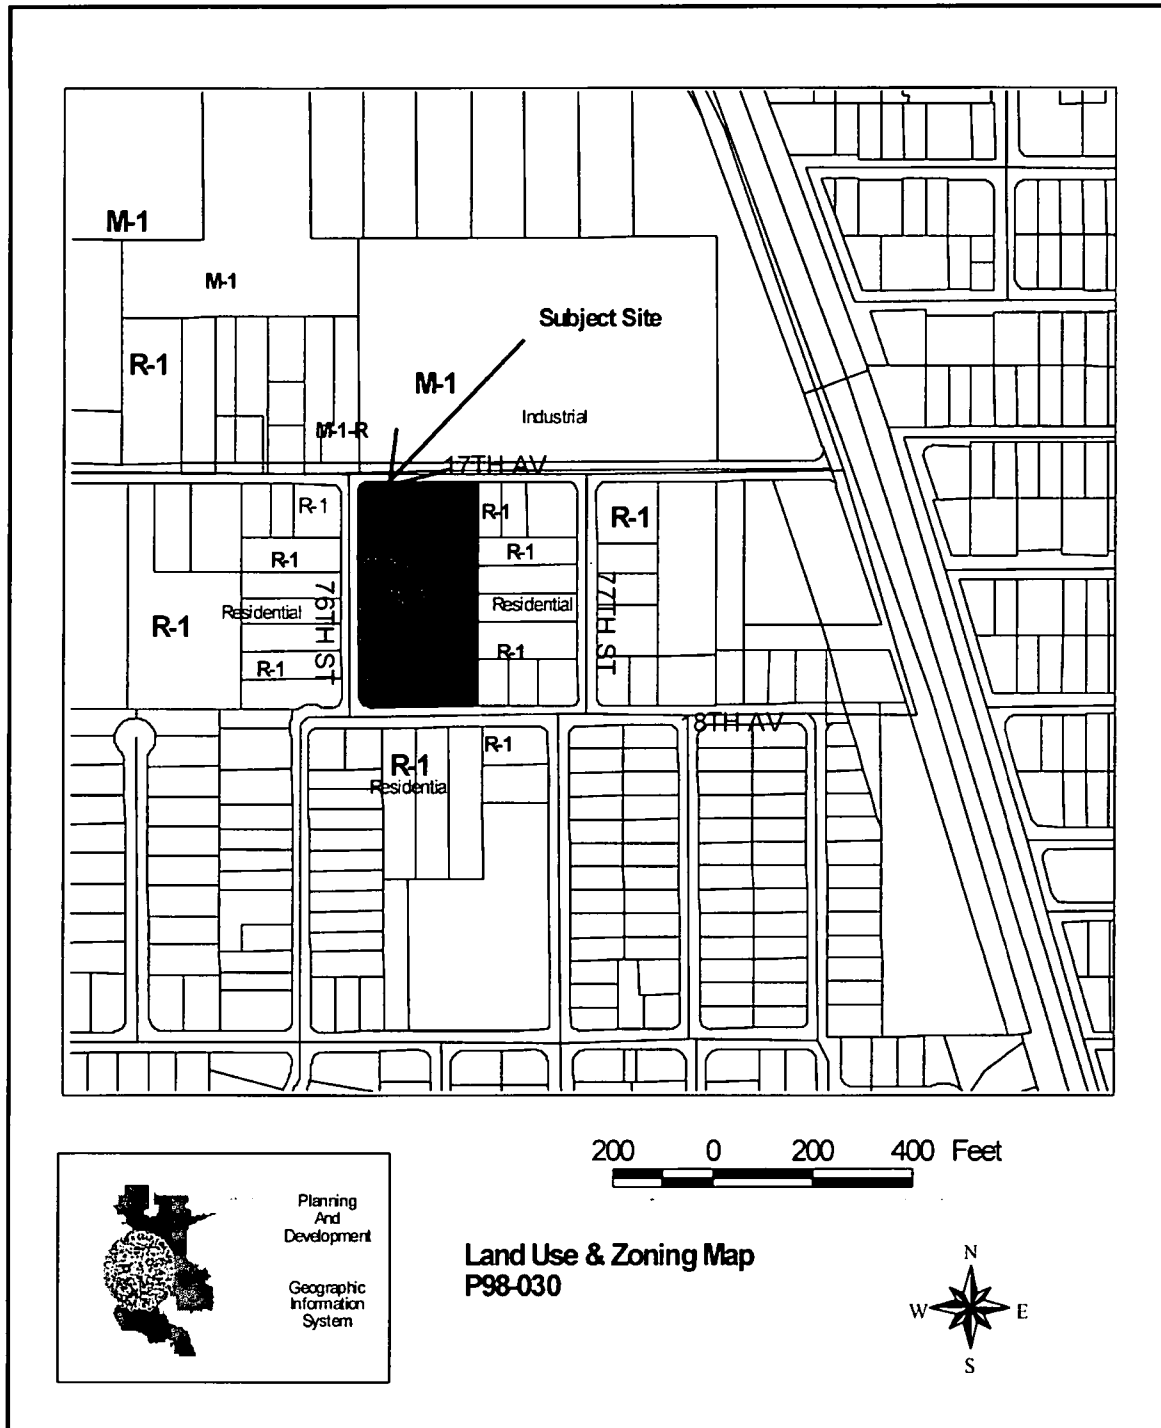 M-1
M-1
Subject Site
R-1
M-1
Industrial
M-1-R
17TH AV
R-1
R-1
R-1
R-1
R-1
76TH ST
77TH ST
Residential
Residential
R-1
R-1
R-1
18TH AV
R-1
R-1
Residential
200 0 200 400 Feet
Planning
And
Development
Geographic
Information
System
Land Use & Zoning Map
P98-030
N
W E
S